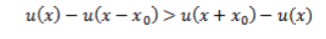 u(x) − u(x − x₀) > u(x + x₀) − u(x)